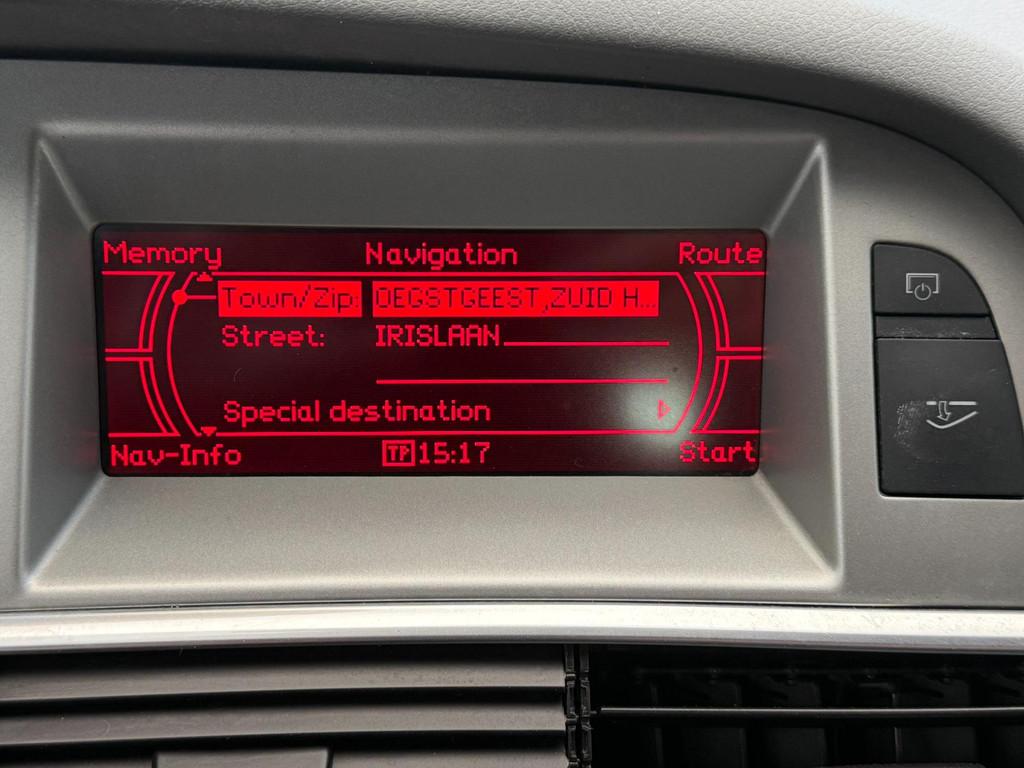 Memory Navigation Route
Town/Zip: OEGSTGEEST,ZUID H...
Street: IRISLAAN
Special destination
Nav-Info TP 15:17 Start